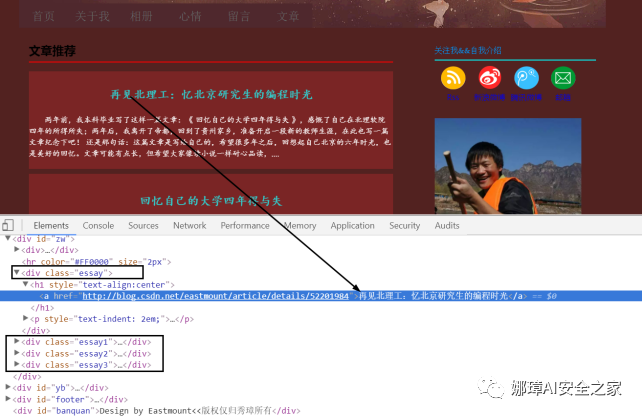 首页 关于我 相册 心情 留言 文章
文章推荐
关注我&&自我介绍
再见北理工：忆北京研究生的编程时光
两年前，我本科毕业写了这样一篇文章：《 回忆自己的大学四年得与失 》，感慨了自己在北理软院
四年的所得所失；两年后，我离开了帝都，回到了贵州家乡，准备开启一段新的教师生涯，在此也写一篇
文章纪念下吧！ 还是那句话：这篇文章是写给自己的，希望很多年之后，回想起自己北京的六年时光，也
是美好的回忆。文章可能有点长，但希望大家像读小说一样耐心品读，....
回忆自己的大学四年得与失
Elements Console Sources Network Performance Memory Application Security Audits
▼<div id="zw">
▶<div>…</div>
<hr color="#FF0000" size="2px">
▼<div class="essay">
▼<h1 style="text-align:center">
<a href="http://blog.csdn.net/eastmount/article/details/52201984">再见北理工：忆北京研究生的编程时光</a> == $0
</h1>
▶<p style="text-indent: 2em;">…</p>
</div>
▶<div class="essay1">…</div>
▶<div class="essay2">…</div>
▶<div class="essay3">…</div>
</div>
▶<div id="yb">…</div>
▶<div id="footer">…</div>
<div id="banquan">Design by Eastmount<<版权仅归秀璋所有</div>
娜璋AI安全之家